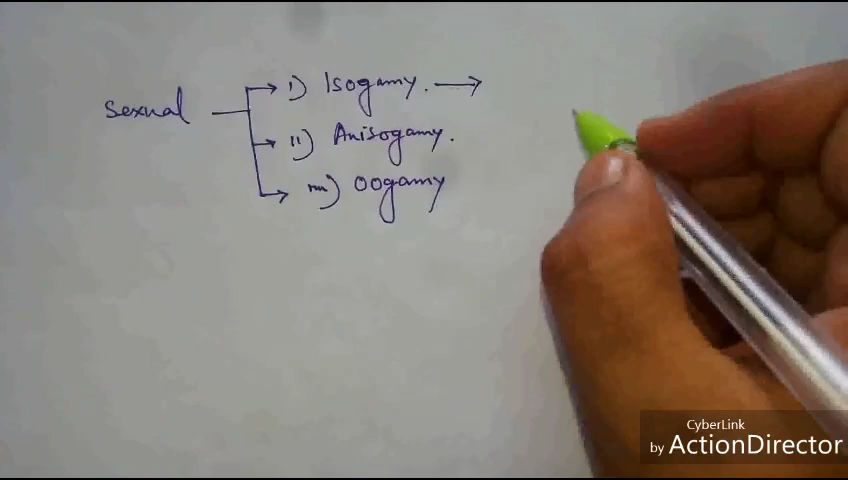 sexual
i) Isogamy.
ii) Anisogamy.
iii) oogamy
CyberLink
by ActionDirector